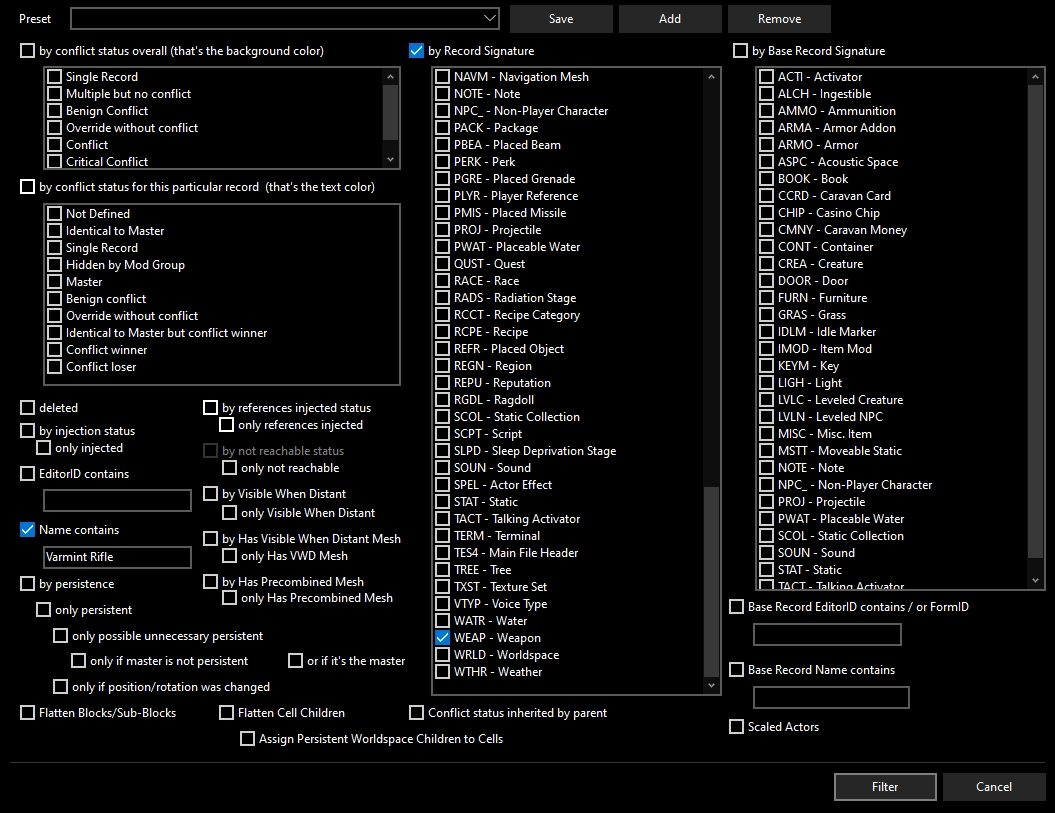 Preset
Save
Add
Remove
by conflict status overall (that's the background color)
Single Record
Multiple but no conflict
Benign Conflict
Override without conflict
Conflict
Critical Conflict
by conflict status for this particular record  (that's the text color)
Not Defined
Identical to Master
Single Record
Hidden by Mod Group
Master
Benign conflict
Override without conflict
Identical to Master but conflict winner
Conflict winner
Conflict loser
deleted
by injection status
only injected
EditorID contains
Name contains
Varmint Rifle
by persistence
only persistent
only possible unnecessary persistent
only if master is not persistent
or if it's the master
only if position/rotation was changed
by references injected status
only references injected
by not reachable status
only not reachable
by Visible When Distant
only Visible When Distant
by Has Visible When Distant Mesh
only Has VWD Mesh
by Has Precombined Mesh
only Has Precombined Mesh
Flatten Blocks/Sub-Blocks
Flatten Cell Children
Assign Persistent Worldspace Children to Cells
by Record Signature
NAVM - Navigation Mesh
NOTE - Note
NPC_ - Non-Player Character
PACK - Package
PBEA - Placed Beam
PERK - Perk
PGRE - Placed Grenade
PLYR - Player Reference
PMIS - Placed Missile
PROJ - Projectile
PWAT - Placeable Water
QUST - Quest
RACE - Race
RADS - Radiation Stage
RCCT - Recipe Category
RCPE - Recipe
REFR - Placed Object
REGN - Region
REPU - Reputation
RGDL - Ragdoll
SCOL - Static Collection
SCPT - Script
SLPD - Sleep Deprivation Stage
SOUN - Sound
SPEL - Actor Effect
STAT - Static
TACT - Talking Activator
TERM - Terminal
TES4 - Main File Header
TREE - Tree
TXST - Texture Set
VTYP - Voice Type
WATR - Water
WEAP - Weapon
WRLD - Worldspace
WTHR - Weather
Conflict status inherited by parent
by Base Record Signature
ACTI - Activator
ALCH - Ingestible
AMMO - Ammunition
ARMA - Armor Addon
ARMO - Armor
ASPC - Acoustic Space
BOOK - Book
CCRD - Caravan Card
CHIP - Casino Chip
CMNY - Caravan Money
CONT - Container
CREA - Creature
DOOR - Door
FURN - Furniture
GRAS - Grass
IDLM - Idle Marker
IMOD - Item Mod
KEYM - Key
LIGH - Light
LVLC - Leveled Creature
LVLN - Leveled NPC
MISC - Misc. Item
MSTT - Moveable Static
NOTE - Note
NPC_ - Non-Player Character
PROJ - Projectile
PWAT - Placeable Water
SCOL - Static Collection
SOUN - Sound
STAT - Static
TACT - Talking Activator
Base Record EditorID contains / or FormID
Base Record Name contains
Scaled Actors
Filter
Cancel